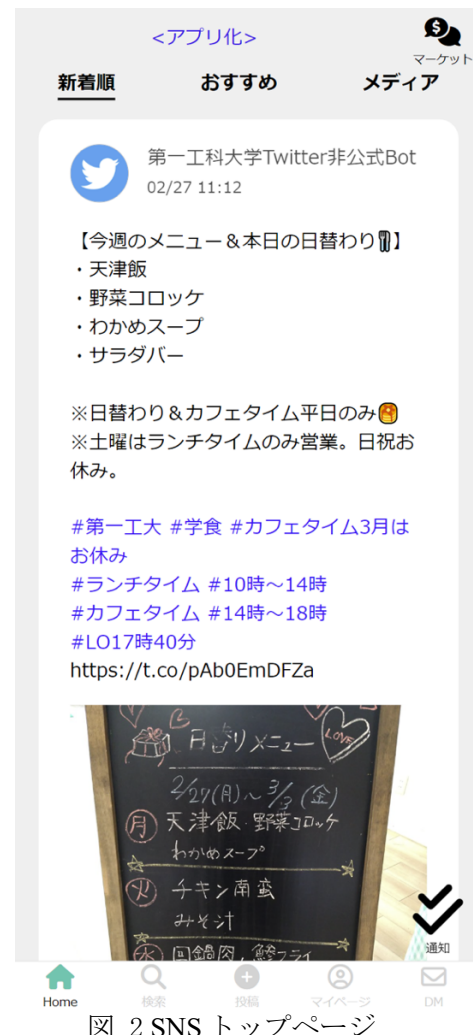 <アプリ化>
マーケット
新着順 おすすめ メディア
第一工科大学Twitter非公式Bot
02/27 11:12
【今週のメニュー＆本日の日替わり🍴】
・天津飯
・野菜コロッケ
・わかめスープ
・サラダバー
※日替わり＆カフェタイム平日のみ🥞
※土曜はランチタイムのみ営業。日祝お
休み。
#第一工大 #学食 #カフェタイム3月は
お休み
#ランチタイム #10時～14時
#カフェタイム #14時～18時
#LO17時40分
https://t.co/pAb0EmDFZa
日替りメニュー
LOVE
2/27(月)～3/3(金)
月 天津飯・野菜コロッケ
わかめスープ
火 チキン南蛮
みそ汁
水 回鍋肉,鯵フライ
通知
Home 検索 投稿 マイページ DM
図 2 SNS トップページ